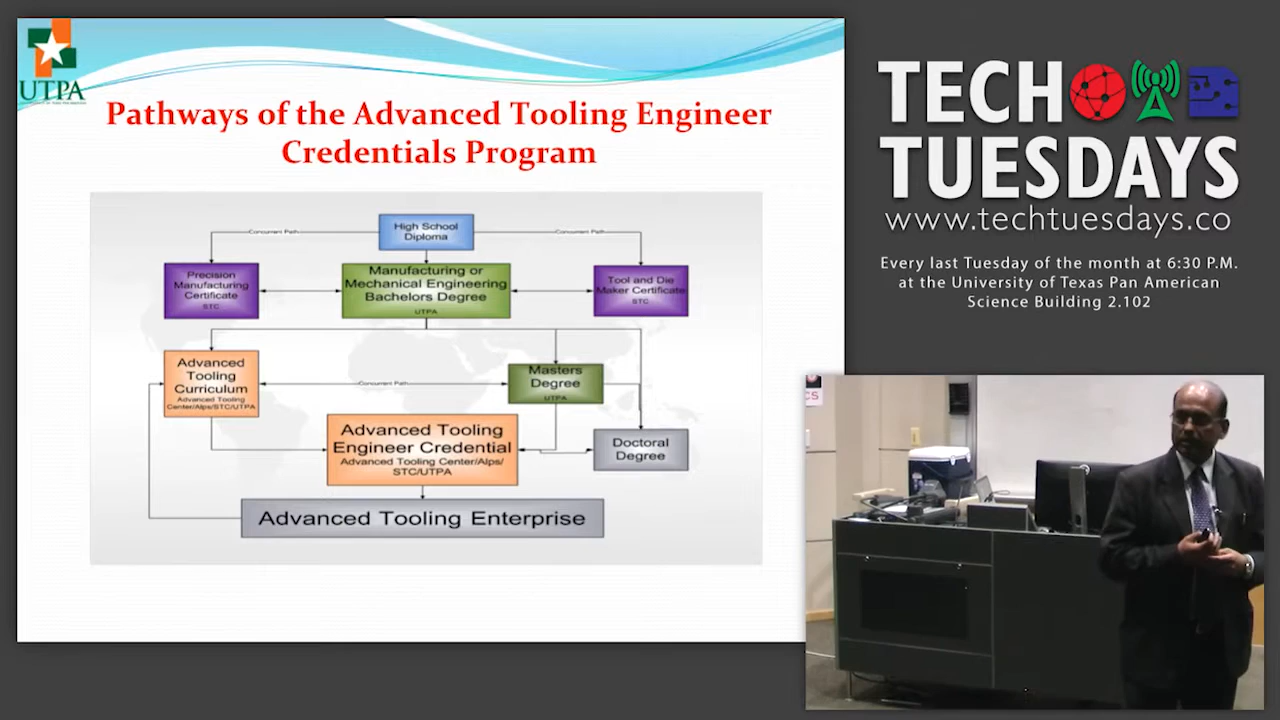 UTPA
Pathways of the Advanced Tooling Engineer
Credentials Program
High School
Diploma
Concurrent Path
Concurrent Path
Precision
Manufacturing
Certificate
STC
Manufacturing or
Mechanical Engineering
Bachelors Degree
UTPA
Tool and Die
Maker Certificate
STC
Advanced
Tooling
Curriculum
Advanced Tooling
Center/Alps/STC/UTPA
Concurrent Path
Masters
Degree
UTPA
Advanced Tooling
Engineer Credential
Advanced Tooling Center/Alps/
STC/UTPA
Doctoral
Degree
Advanced Tooling Enterprise
TECH
TUESDAYS
www.techtuesdays.co
Every last Tuesday of the month at 6:30 P.M.
at the University of Texas Pan American
Science Building 2.102
CS